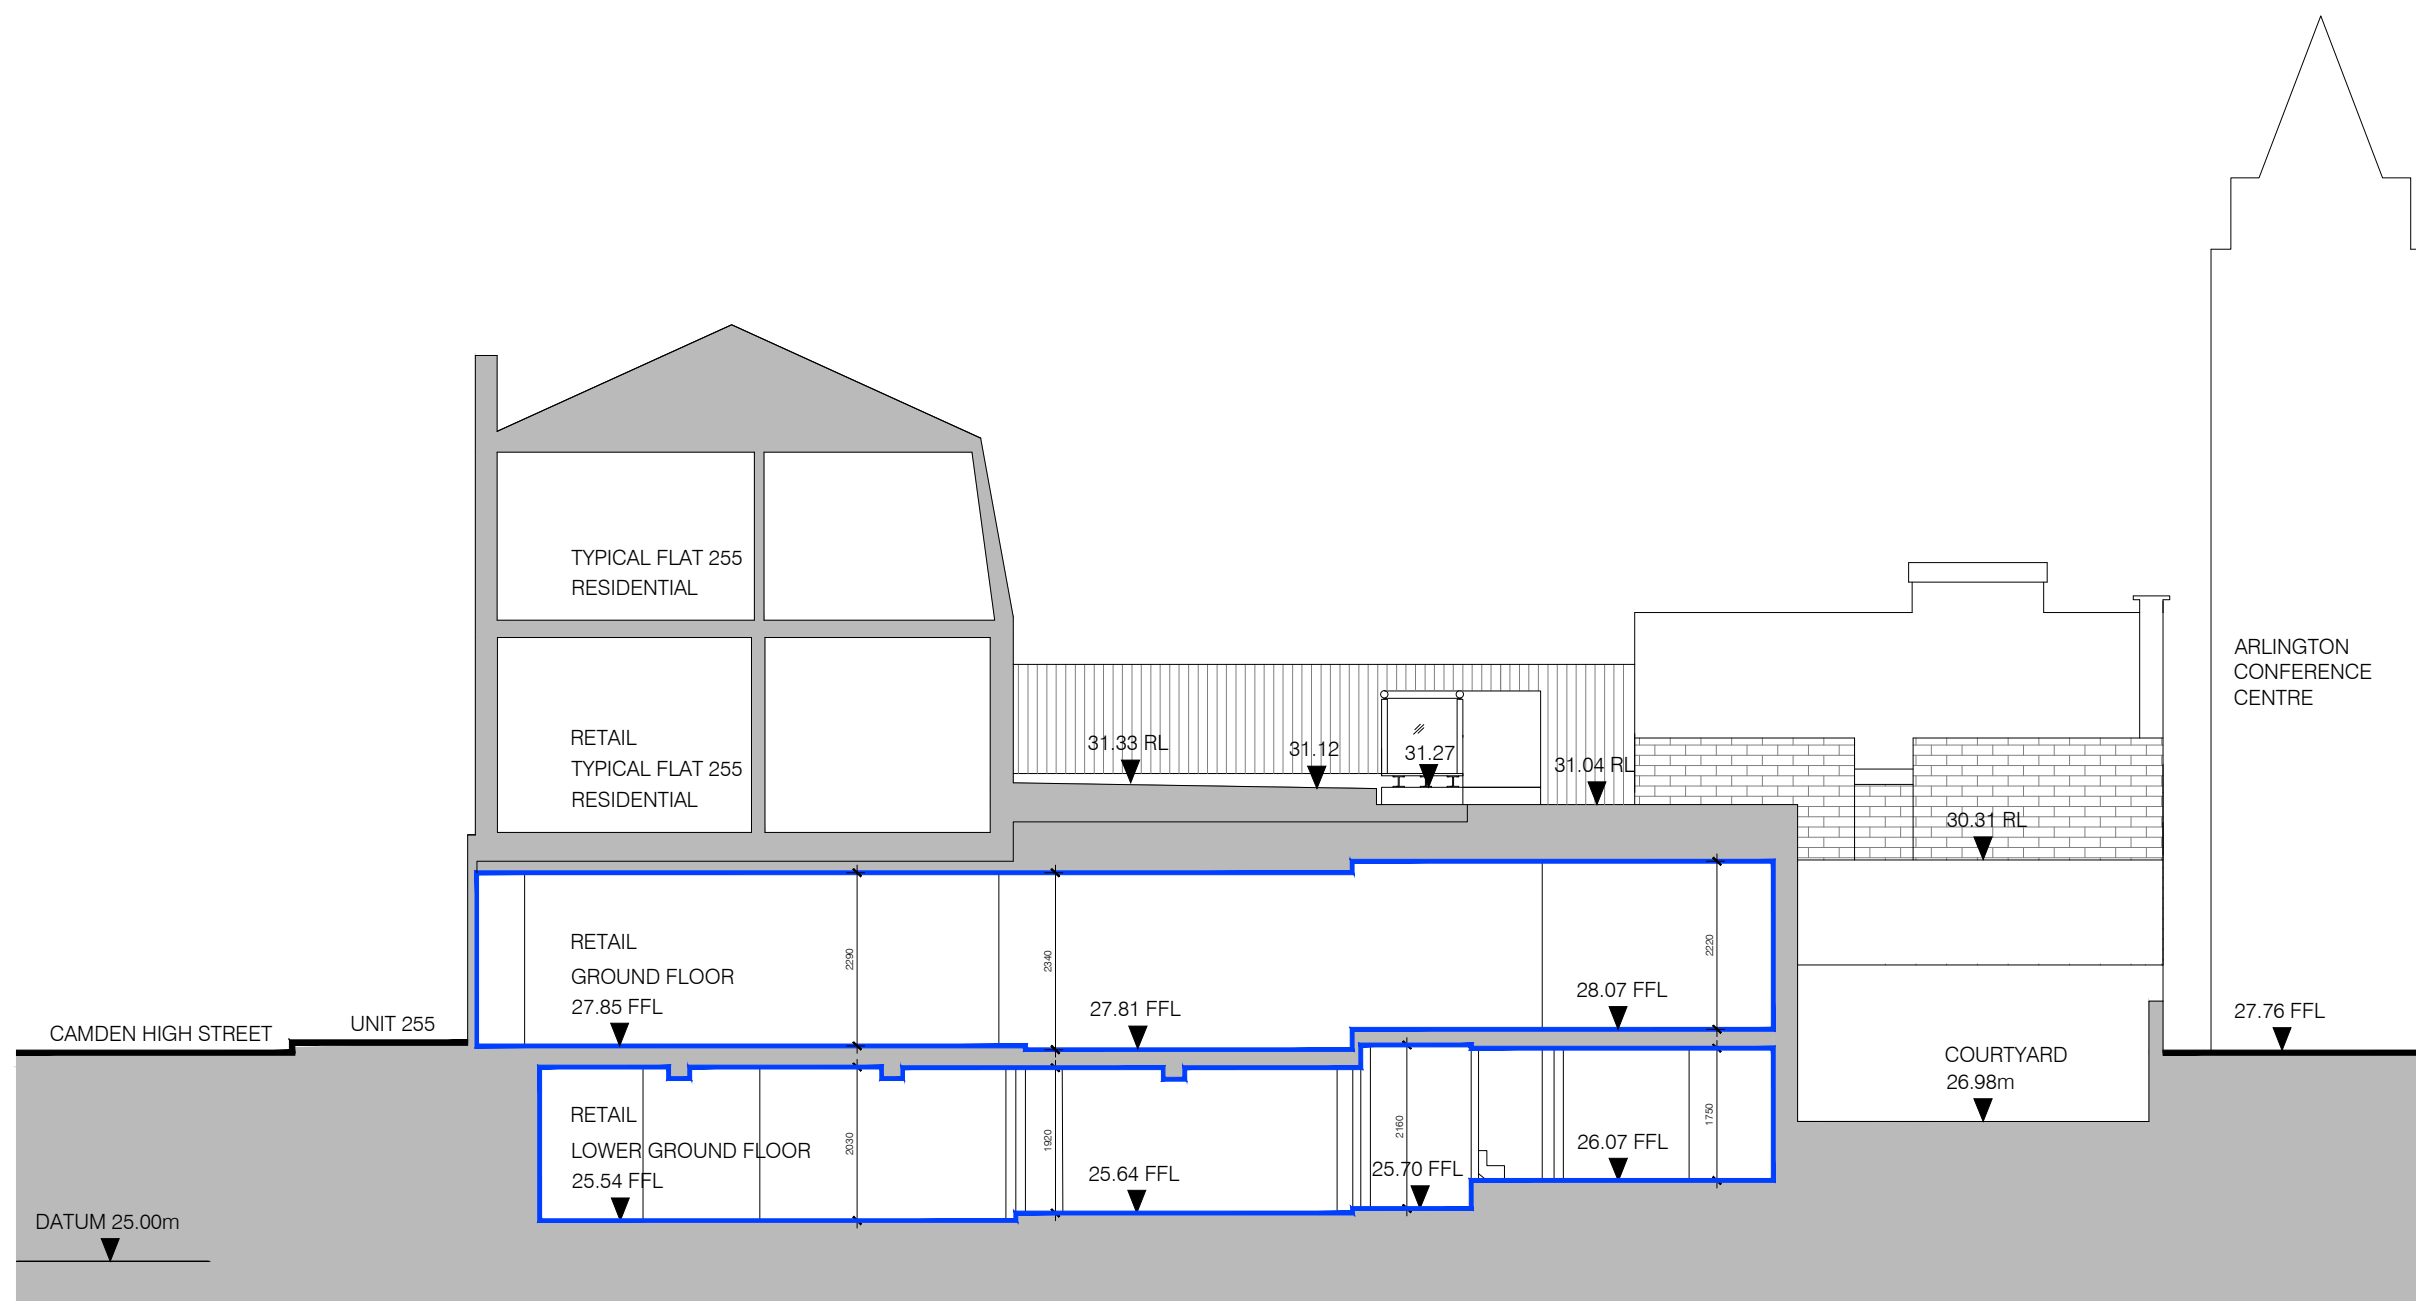 TYPICAL FLAT 255
RESIDENTIAL
ARLINGTON
CONFERENCE
CENTRE
RETAIL
TYPICAL FLAT 255
RESIDENTIAL
31.33 RL
31.12
31.27
31.04 RL
30.31 RL
RETAIL
GROUND FLOOR
27.85 FFL
2290
2340
2220
27.81 FFL
28.07 FFL
27.76 FFL
CAMDEN HIGH STREET
UNIT 255
COURTYARD
26.98m
RETAIL
LOWER GROUND FLOOR
25.54 FFL
2030
1920
2160
1750
25.64 FFL
25.70 FFL
26.07 FFL
DATUM 25.00m